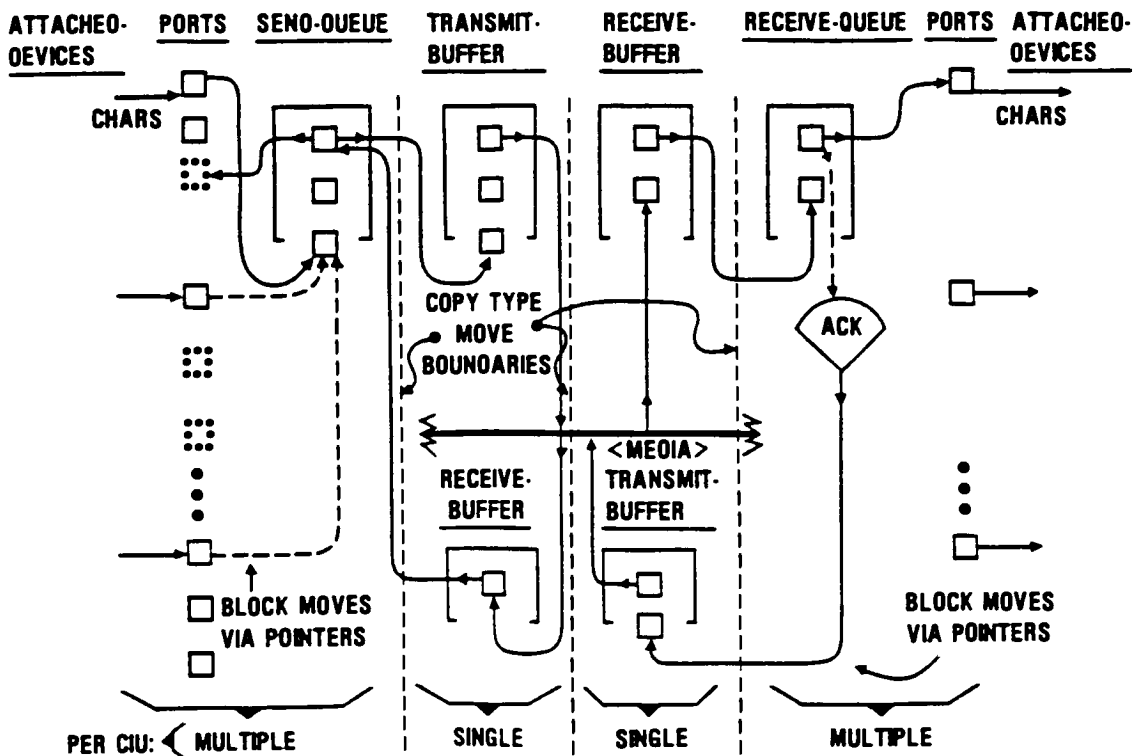 ATTACHEO-
OEVICES
PORTS
SENO-QUEUE
TRANSMIT-
BUFFER
RECEIVE-
BUFFER
RECEIVE-QUEUE
PORTS
ATTACHEO-
OEVICES
CHARS
CHARS
COPY TYPE
MOVE
BOUNOARIES
ACK
<MEOIA>
RECEIVE-
BUFFER
TRANSMIT-
BUFFER
BLOCK MOVES
VIA POINTERS
BLOCK MOVES
VIA POINTERS
PER CIU: MULTIPLE
SINGLE
SINGLE
MULTIPLE